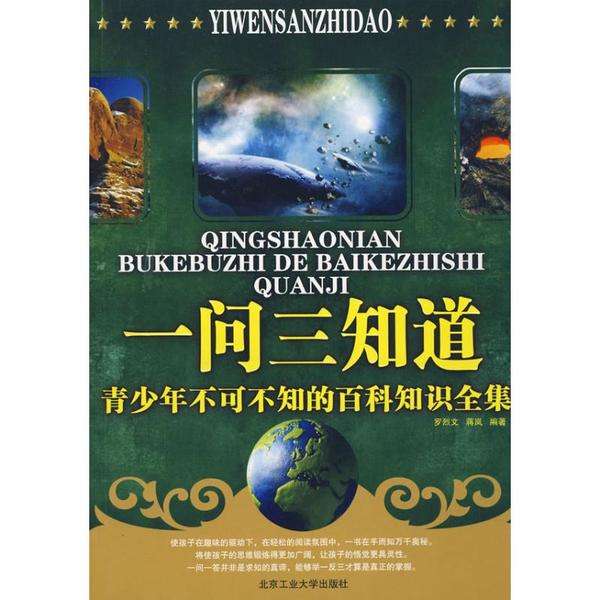 YIWENSANZHIDAO
QINGSHAONIAN
BUKEBUZHI DE BAIKEZHISHI
QUANJI
一问三知道
青少年不可不知的百科知识全集
罗烈文 蒋岚 编著
使孩子在趣味的驱动下，在轻松的阅读氛围中，一书在手而知万千奥秘。
将使孩子的思维锻炼得更加广阔，让孩子的悟觉更具灵性。
一问一答并非是求知的真谛，能够举一反三才算是真正的掌握。
北京工业大学出版社